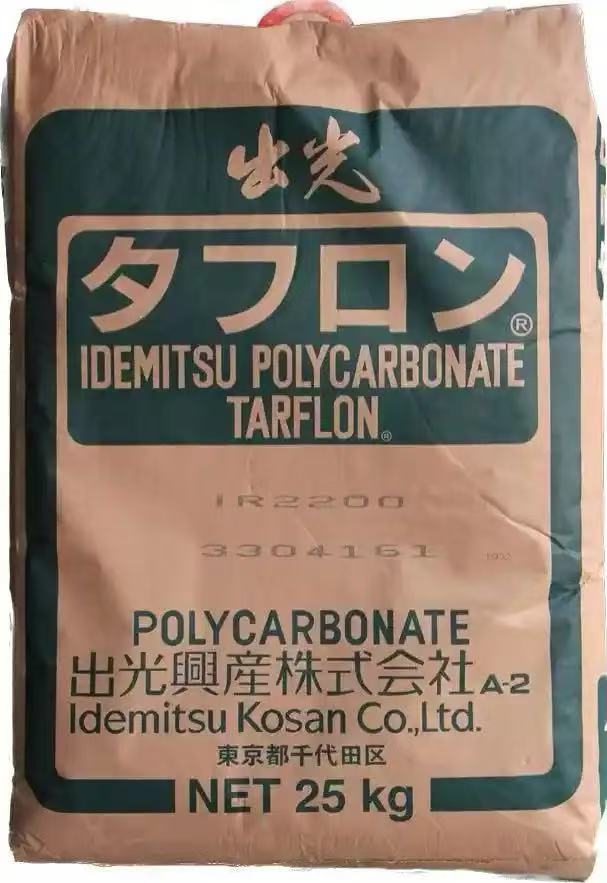 出光
タフロン®
IDEMITSU POLYCARBONATE
TARFLON®
IR2200
3304161
POLYCARBONATE
出光興産株式会社 A-2
Idemitsu Kosan Co.,Ltd.
東京都千代田区
NET 25 kg